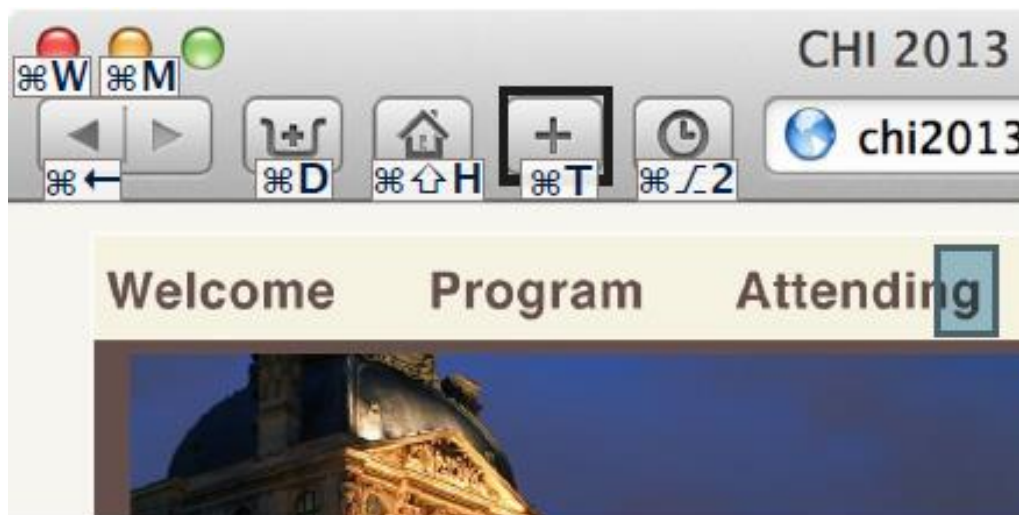 CHI 2013
⌘W ⌘M
chi2013
⌘← ⌘D ⌘⇧H ⌘T ⌘⌥2
Welcome Program Attending